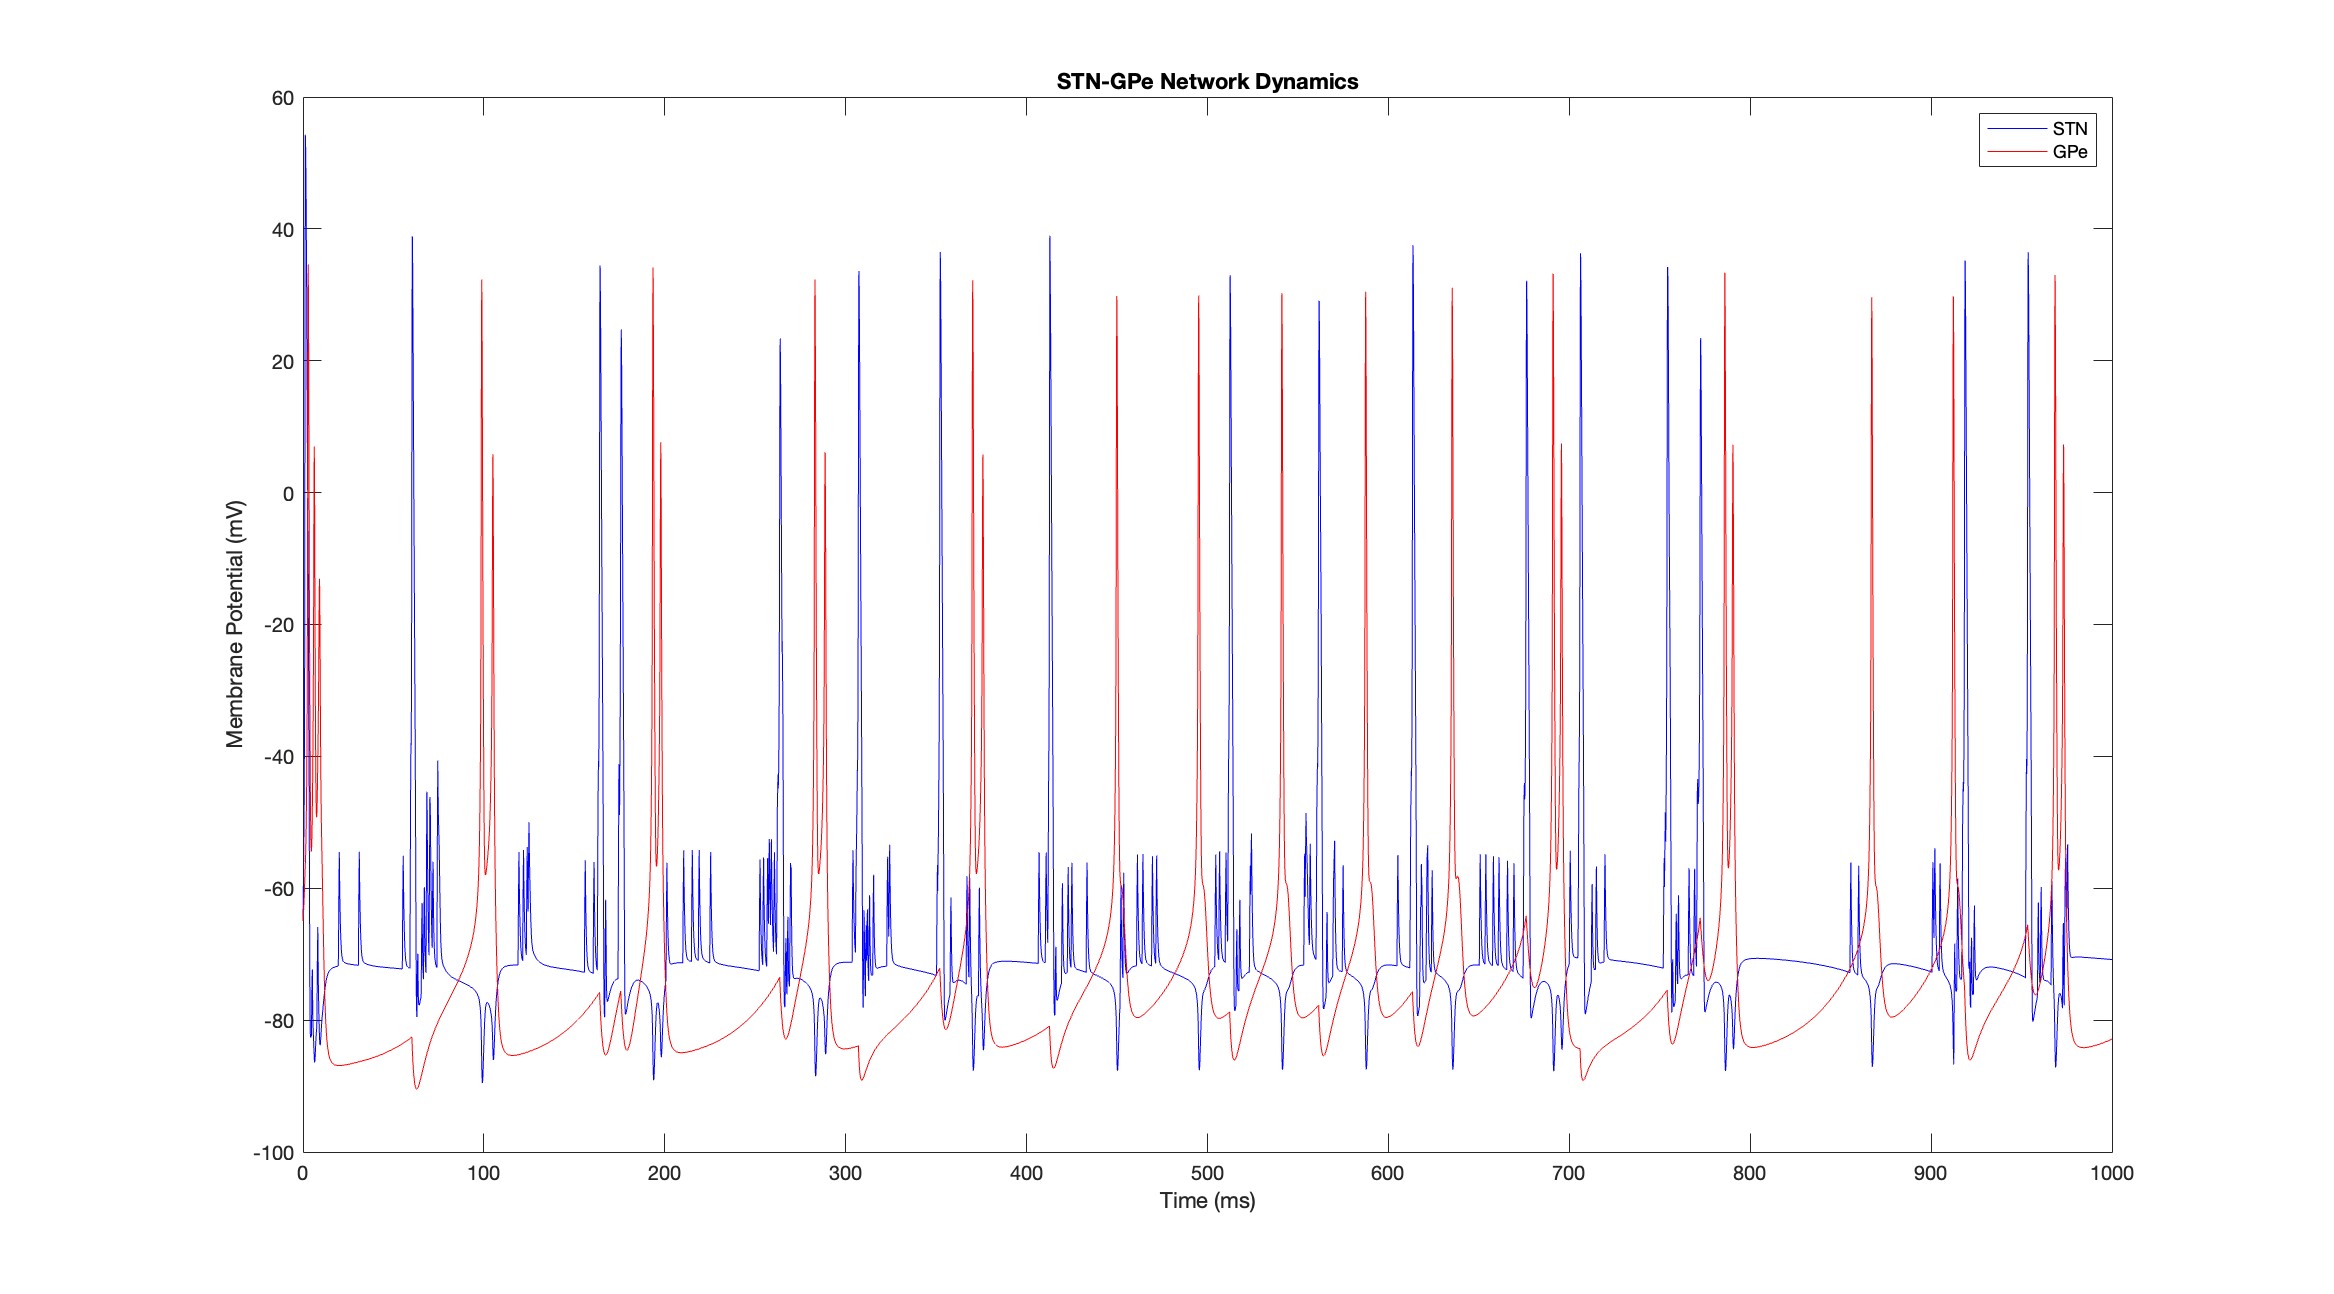 STN-GPe Network Dynamics
60
40
20
0
-20
-40
-60
-80
-100
Membrane Potential (mV)
STN
GPe
0 100 200 300 400 500 600 700 800 900 1000
Time (ms)